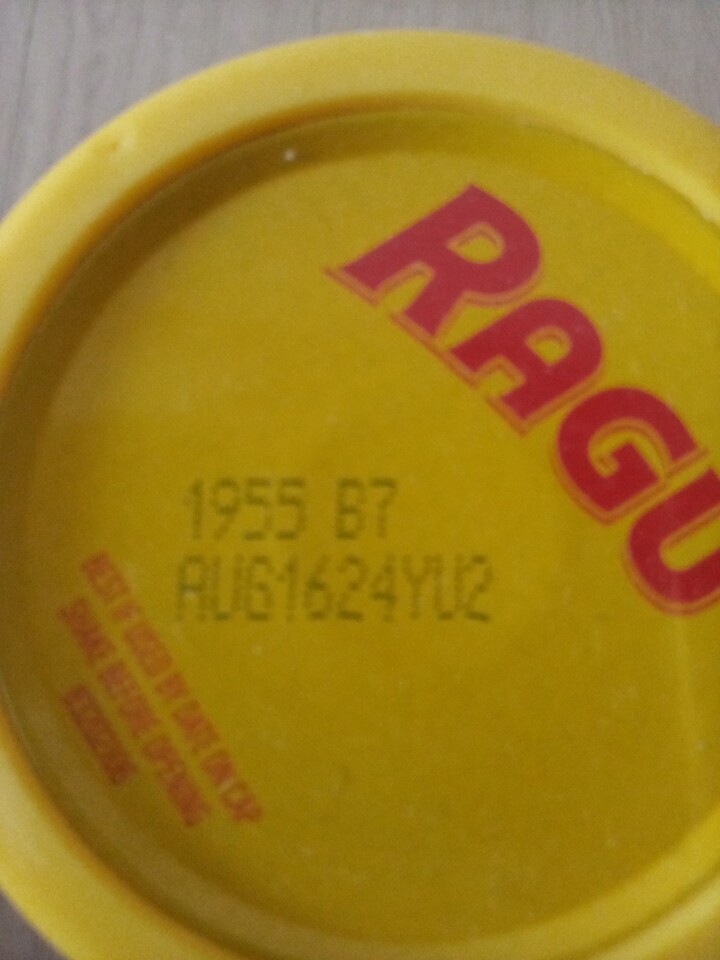 RAGU
1955 B7
AUG1624YU2
BEST IF USED BY DATE ON CAP
SHAKE BEFORE OPENING